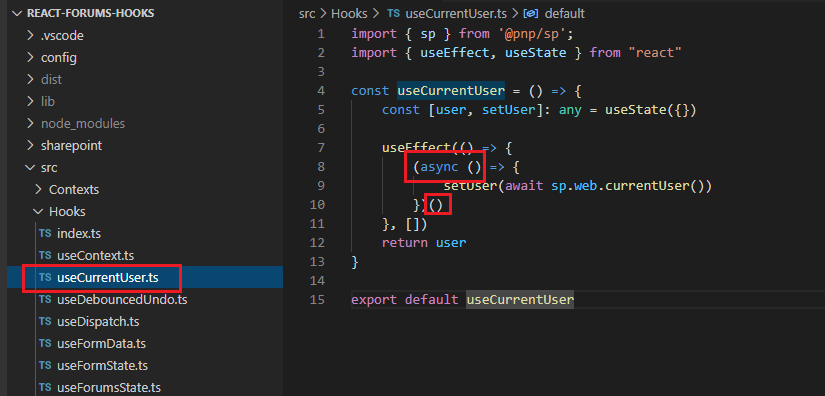 REACT-FORUMS-HOOKS
.vscode
config
dist
lib
node_modules
sharepoint
src
Contexts
Hooks
TS index.ts
TS useContext.ts
TS useCurrentUser.ts
TS useDebouncedUndo.ts
TS useDispatch.ts
TS useFormData.ts
TS useFormState.ts
TS useForumsState.ts
src > Hooks > TS useCurrentUser.ts > default
1 import { sp } from '@pnp/sp';
2 import { useEffect, useState } from "react"
3
4 const useCurrentUser = () => {
5 const [user, setUser]: any = useState({})
6
7 useEffect(() => {
8 (async () => {
9 setUser(await sp.web.currentUser())
10 })()
11 }, [])
12 return user
13 }
14
15 export default useCurrentUser